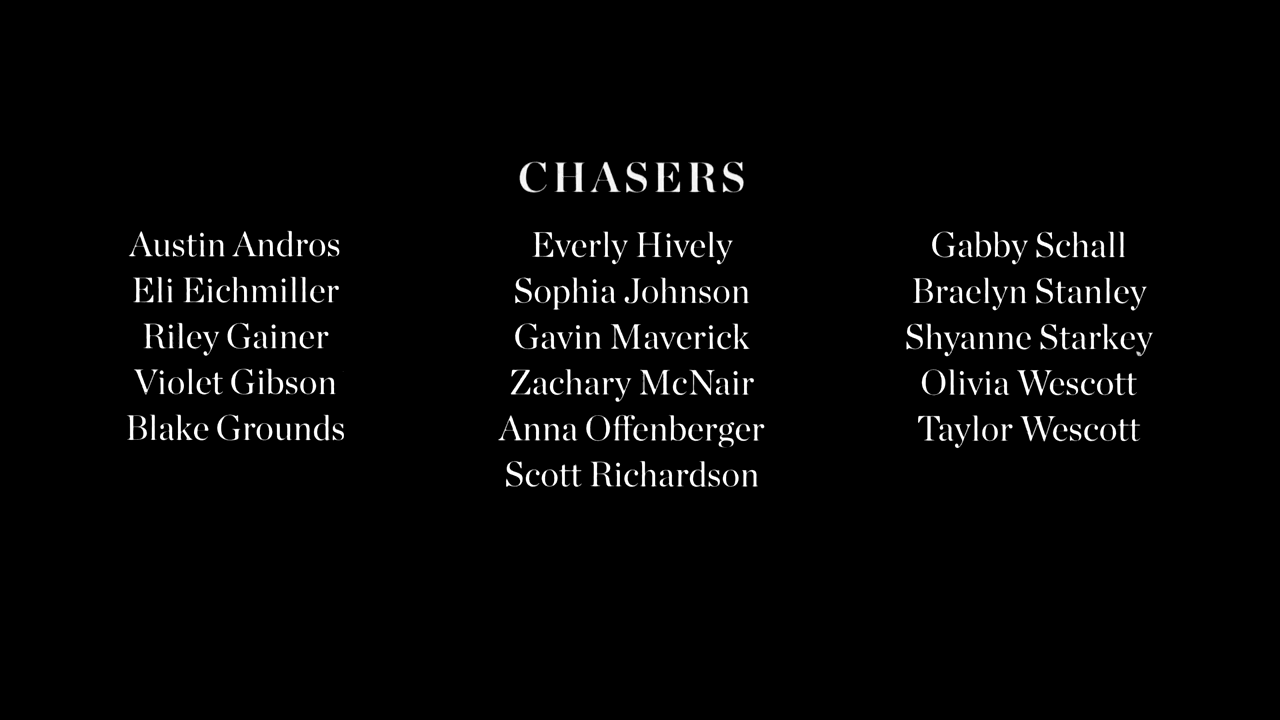 CHASERS
Austin Andros
Eli Eichmiller
Riley Gainer
Violet Gibson
Blake Grounds
Everly Hively
Sophia Johnson
Gavin Maverick
Zachary McNair
Anna Offenberger
Scott Richardson
Gabby Schall
Braelyn Stanley
Shyanne Starkey
Olivia Wescott
Taylor Wescott